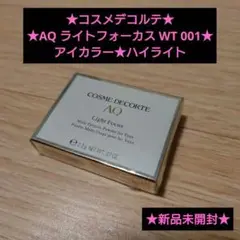 ★コスメデコルテ★
★AQ ライトフォーカス WT 001★
アイカラー★ハイライト
COSME DECORTE
AQ
Light Focus
★新品未開封★